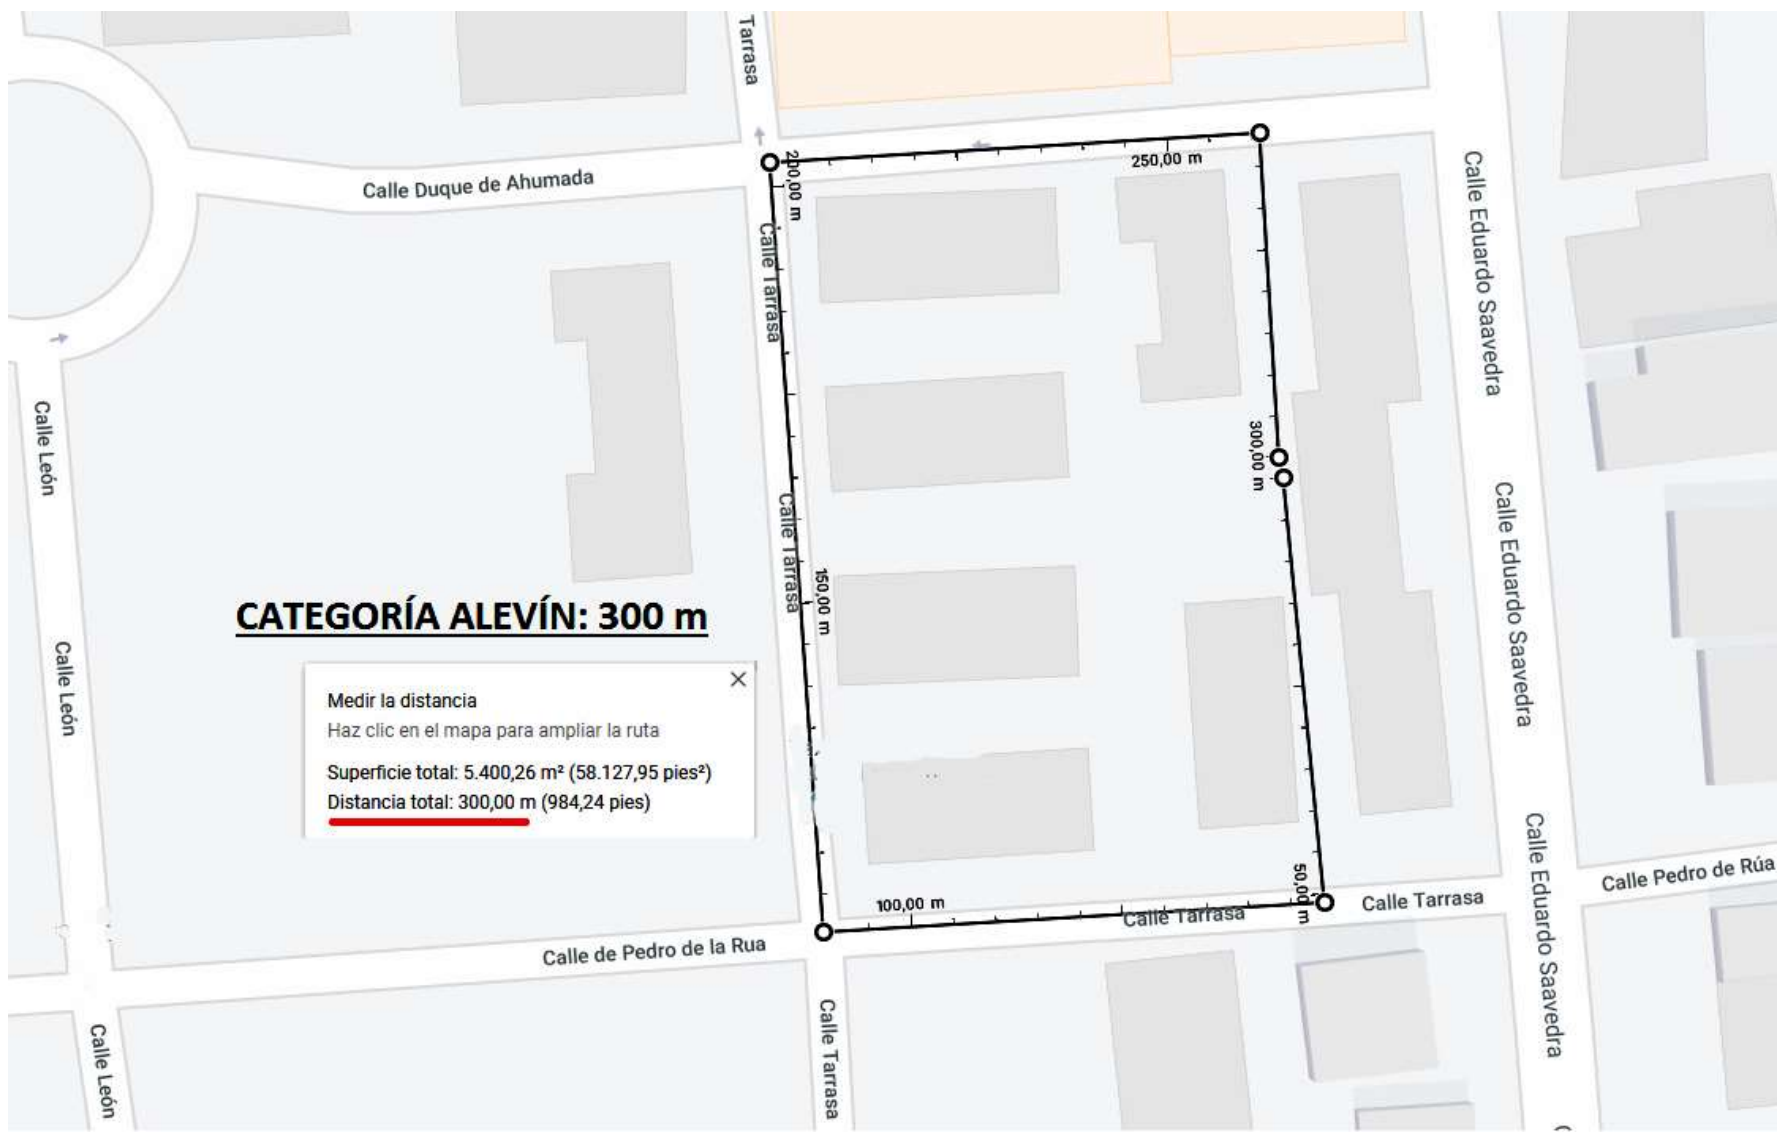 Tarrasa
Calle Duque de Ahumada
200,00 m
250,00 m
Calle Tarrasa
Calle Eduardo Saavedra
Calle León
300,00 m
Calle Tarrasa
Calle Eduardo Saavedra
150,00 m
CATEGORÍA ALEVÍN: 300 m
Calle León
Medir la distancia
Haz clic en el mapa para ampliar la ruta
Superficie total: 5.400,26 m² (58.127,95 pies²)
Distancia total: 300,00 m (984,24 pies)
Calle Eduardo Saavedra
50,00 m
100,00 m
Calle Tarrasa
Calle Tarrasa
Calle Pedro de Rúa
Calle de Pedro de la Rua
Calle León
Calle Tarrasa